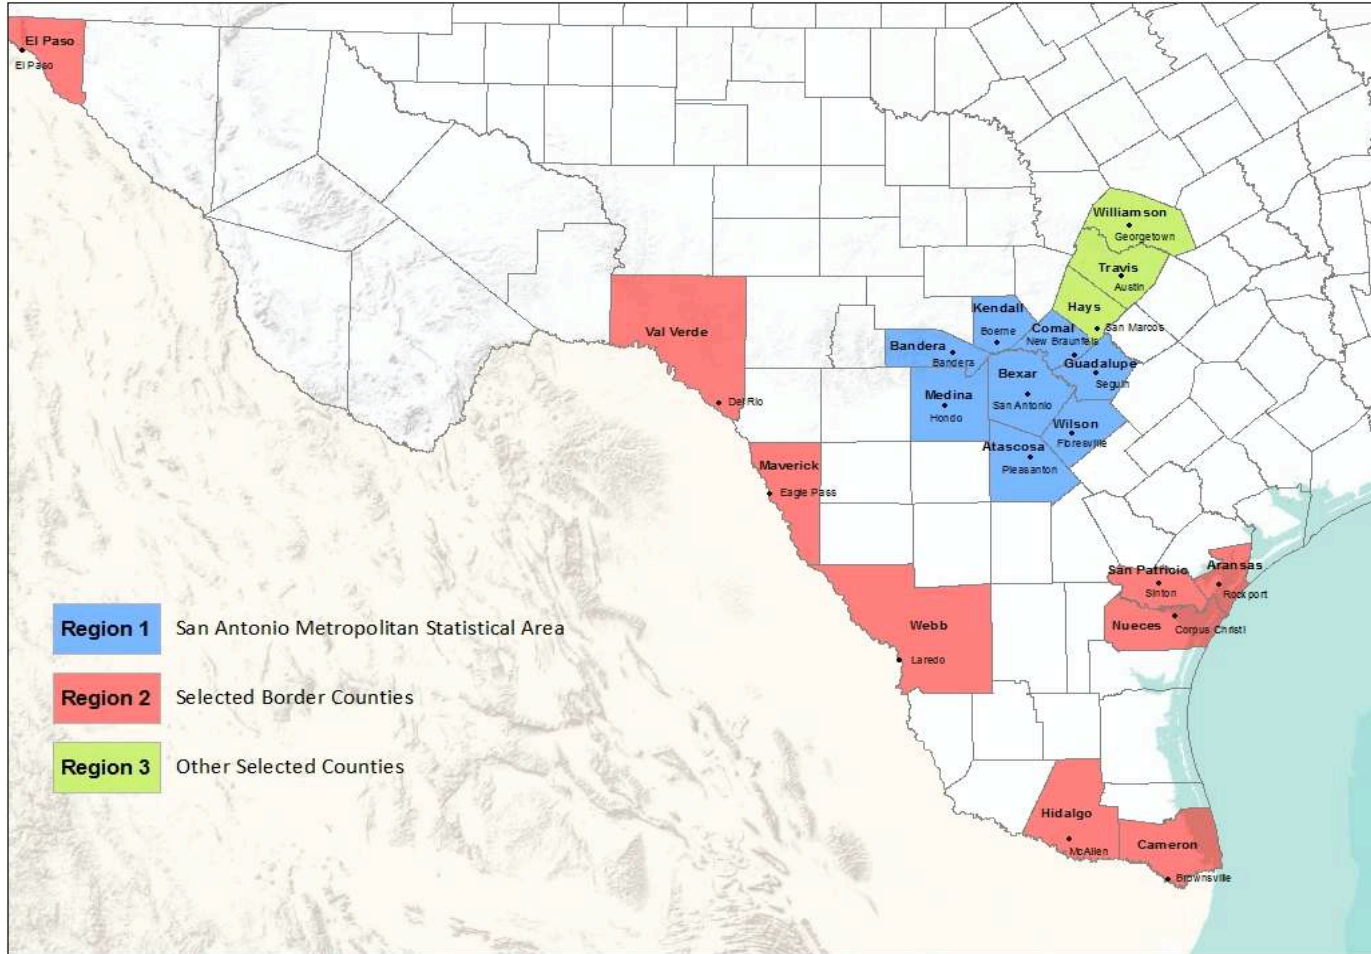 El Paso
El Paso
Williamson
Georgetown
Travis
Austin
Hays
San Marcos
Kendall
Boerne
Comal
New Braunfels
Bandera
Bandera
Guadalupe
Seguin
Bexar
San Antonio
Medina
Hondo
Wilson
Floresville
Atascosa
Pleasanton
Val Verde
Del Rio
Maverick
Eagle Pass
San Patricio
Sinton
Aransas
Rockport
Nueces
Corpus Christi
Webb
Laredo
Hidalgo
McAllen
Cameron
Brownsville
Region 1 San Antonio Metropolitan Statistical Area
Region 2 Selected Border Counties
Region 3 Other Selected Counties